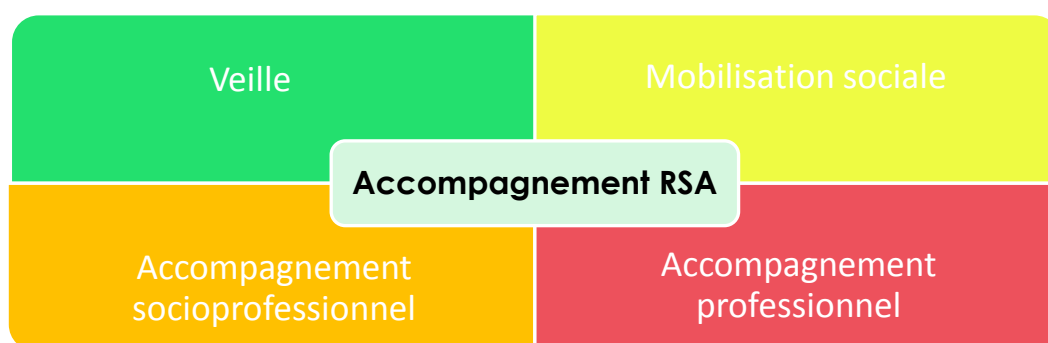 Veille
Mobilisation sociale
Accompagnement RSA
Accompagnement
socioprofessionnel
Accompagnement
professionnel